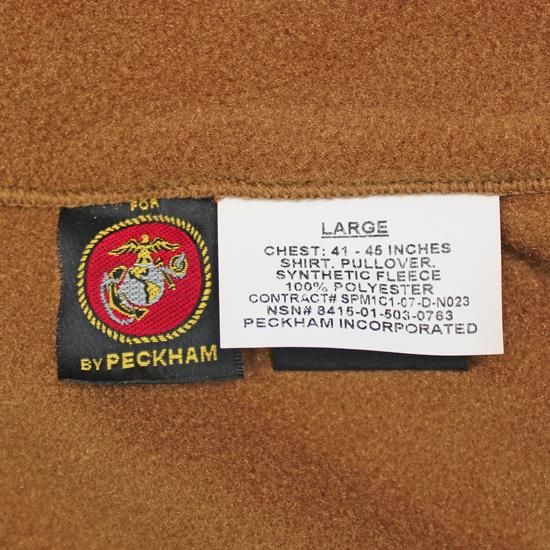 FOR
BY PECKHAM
LARGE
CHEST: 41 - 45 INCHES
SHIRT, PULLOVER.
SYNTHETIC FLEECE
100% POLYESTER
CONTRACT# SPM1C1-07-D-N023
NSN# 8415-01-503-0763
PECKHAM INCORPORATED